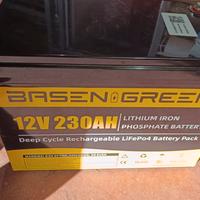 BASEN GREEN
12V 230AH
LITHIUM IRON
PHOSPHATE BATTER
Deep Cycle Rechargeable LiFePo4 Battery Pack